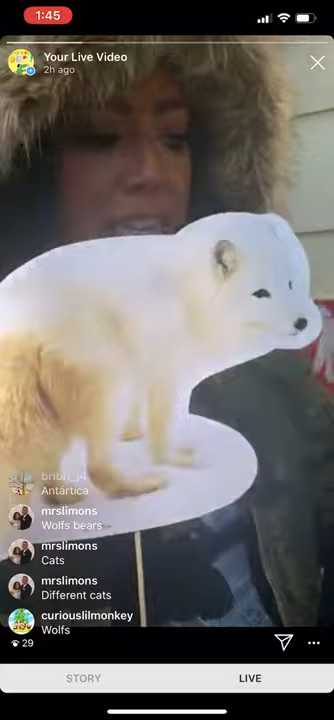 1:45
Your Live Video
2h ago
Antártica
mrslimons
Wolfs bears
mrslimons
Cats
mrslimons
Different cats
curiouslilmonkey
Wolfs
29
STORY
LIVE